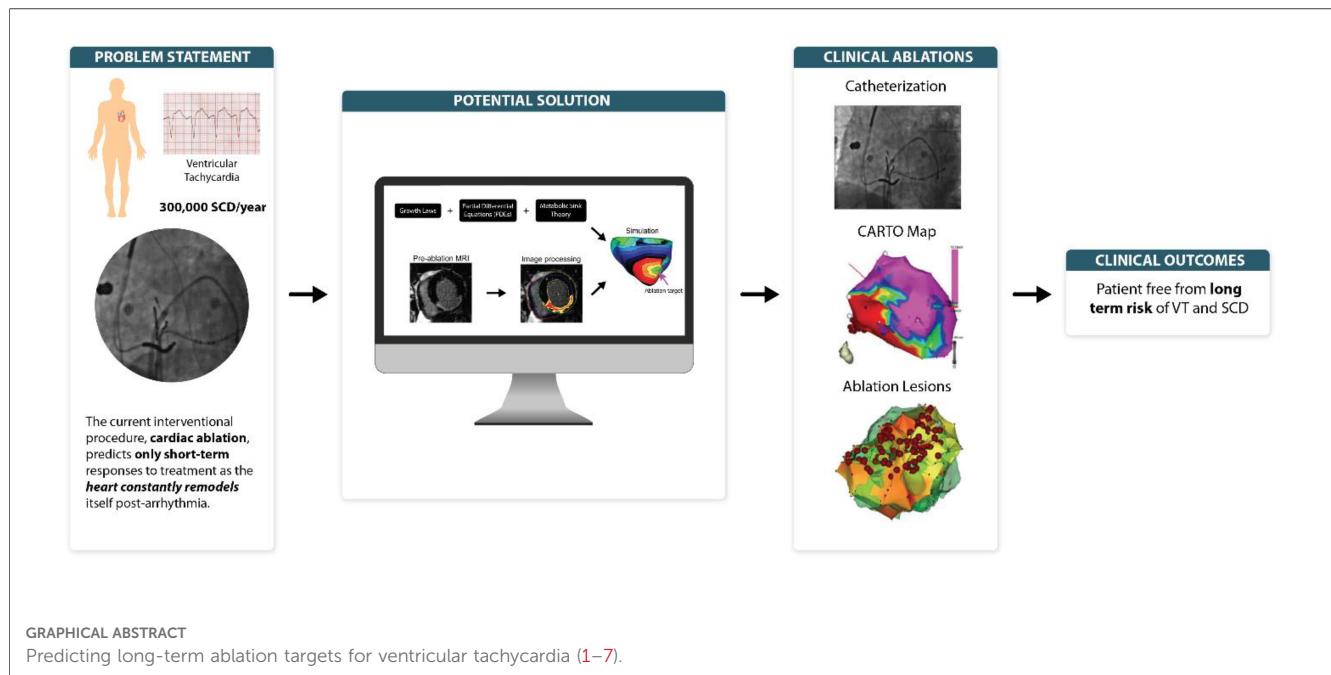 PROBLEM STATEMENT
Ventricular
Tachycardia
300,000 SCD/year
The current interventional
procedure, cardiac ablation,
predicts only short-term
responses to treatment as the
heart constantly remodels
itself post-arrhythmia.
POTENTIAL SOLUTION
Growth Laws
+
Partial Differential
Equations (PDEs)
+
Metabolic Sink
Theory
Simulation
Pre-ablation MRI
Image processing
Ablation target
CLINICAL ABLATIONS
Catheterization
CARTO Map
Ablation Lesions
CLINICAL OUTCOMES
Patient free from long
term risk of VT and SCD
GRAPHICAL ABSTRACT
Predicting long-term ablation targets for ventricular tachycardia (1–7).